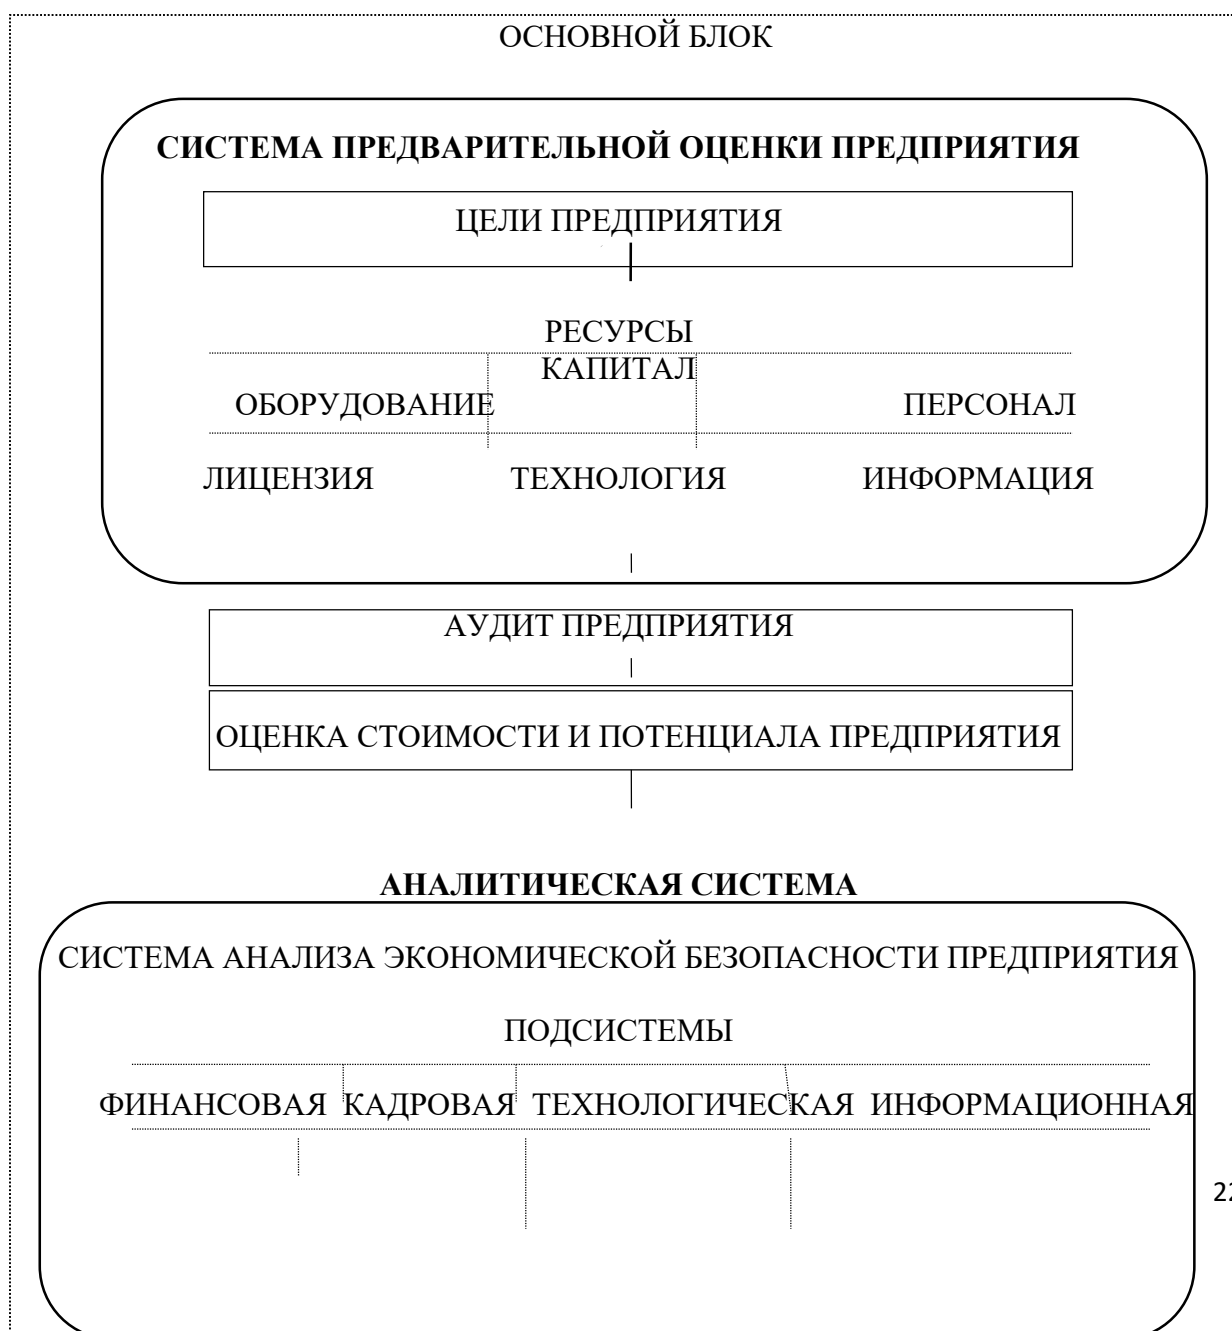 ОСНОВНОЙ БЛОК
СИСТЕМА ПРЕДВАРИТЕЛЬНОЙ ОЦЕНКИ ПРЕДПРИЯТИЯ
ЦЕЛИ ПРЕДПРИЯТИЯ
РЕСУРСЫ
КАПИТАЛ
ОБОРУДОВАНИЕ ПЕРСОНАЛ
ЛИЦЕНЗИЯ ТЕХНОЛОГИЯ ИНФОРМАЦИЯ
АУДИТ ПРЕДПРИЯТИЯ
ОЦЕНКА СТОИМОСТИ И ПОТЕНЦИАЛА ПРЕДПРИЯТИЯ
АНАЛИТИЧЕСКАЯ СИСТЕМА
СИСТЕМА АНАЛИЗА ЭКОНОМИЧЕСКОЙ БЕЗОПАСНОСТИ ПРЕДПРИЯТИЯ
ПОДСИСТЕМЫ
ФИНАНСОВАЯ КАДРОВАЯ ТЕХНОЛОГИЧЕСКАЯ ИНФОРМАЦИОННАЯ
22